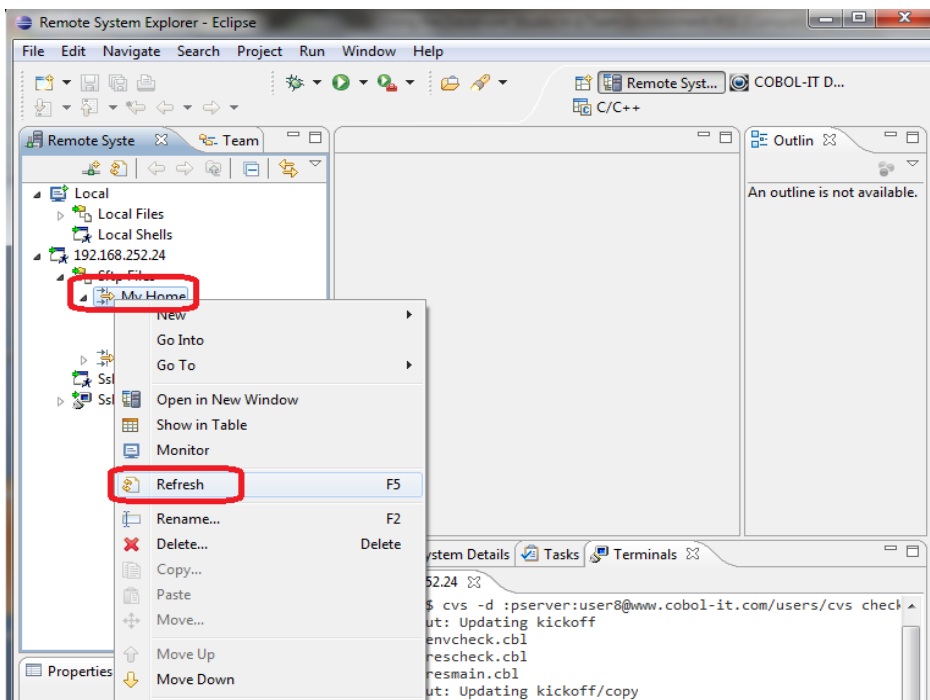 Remote System Explorer - Eclipse
File Edit Navigate Search Project Run Window Help
Remote Syst... COBOL-IT D...
C/C++
Remote Syste Team
Outlin
An outline is not available.
Local
Local Files
Local Shells
192.168.252.24
Sftp Files
My Home
New
Go Into
Go To
Ssl
Ssl
Open in New Window
Show in Table
Monitor
Refresh F5
Rename... F2
Delete... Delete
Copy...
Paste
Move...
Move Up
Move Down
Properties
ystem Details Tasks Terminals
52.24
$ cvs -d :pserver:user8@www.cobol-it.com/users/cvs check
ut: Updating kickoff
envcheck.cbl
rescheck.cbl
resmain.cbl
ut: Updating kickoff/copy